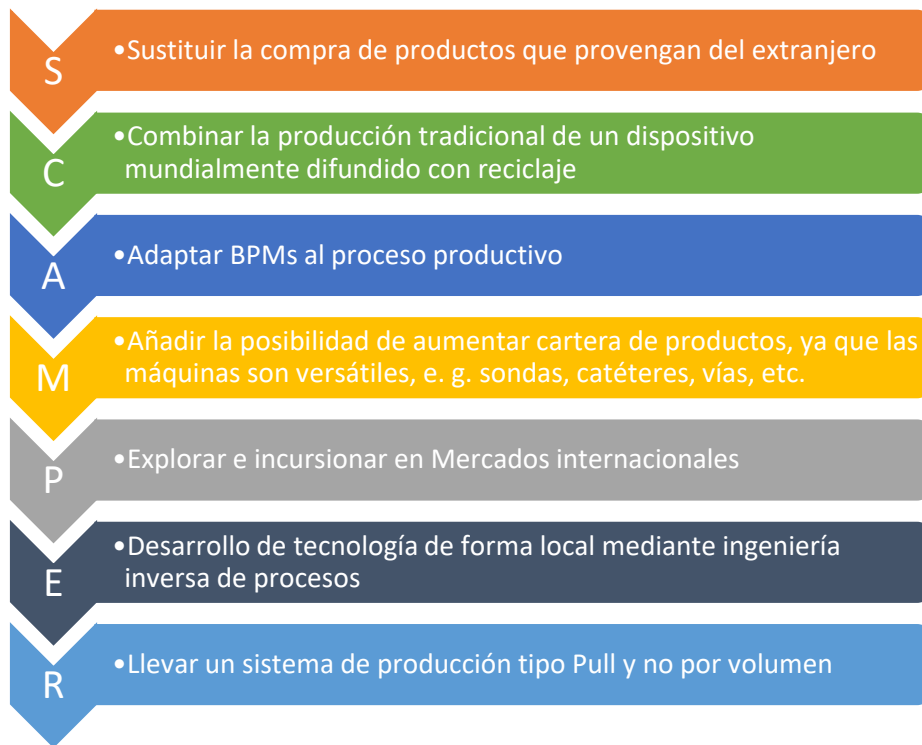 S
•Sustituir la compra de productos que provengan del extranjero
C
•Combinar la producción tradicional de un dispositivo
mundialmente difundido con reciclaje
A
•Adaptar BPMs al proceso productivo
M
•Añadir la posibilidad de aumentar cartera de productos, ya que las
máquinas son versátiles, e. g. sondas, catéteres, vías, etc.
P
•Explorar e incursionar en Mercados internacionales
E
•Desarrollo de tecnología de forma local mediante ingeniería
inversa de procesos
R
•Llevar un sistema de producción tipo Pull y no por volumen